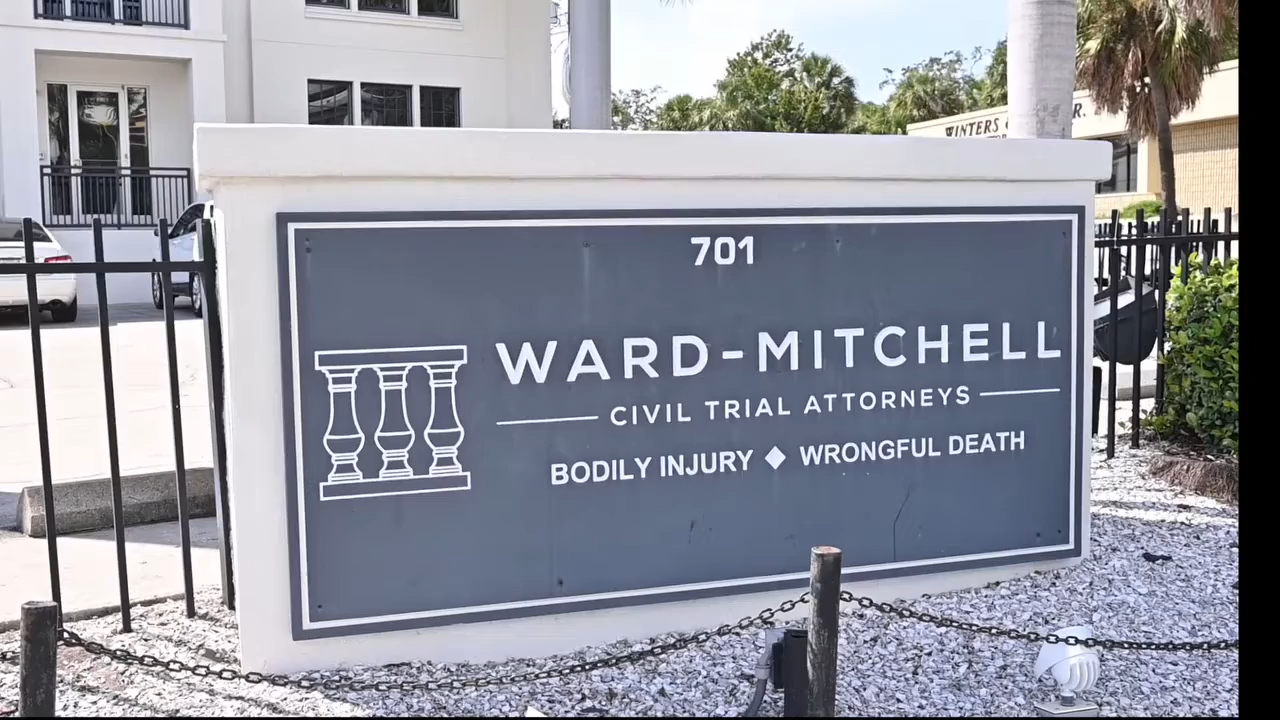 WINTERS
701
WARD-MITCHELL
CIVIL TRIAL ATTORNEYS
BODILY INJURY ◆ WRONGFUL DEATH